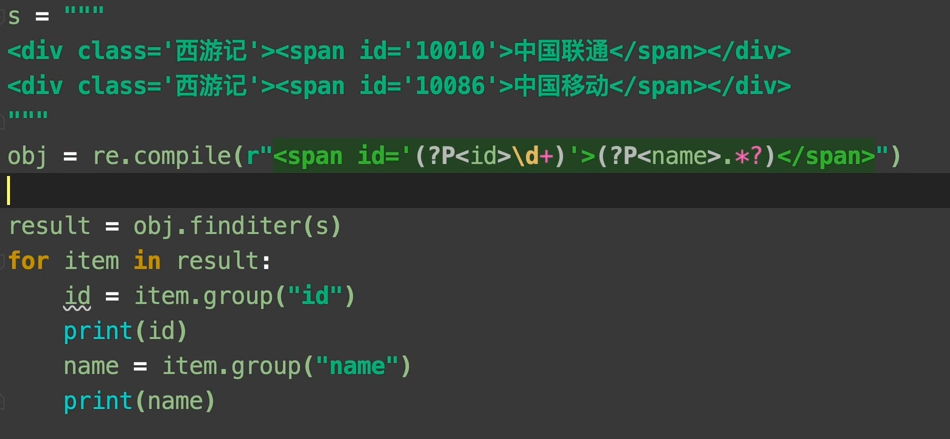 s = """
<div class='西游记'><span id='10010'>中国联通</span></div>
<div class='西游记'><span id='10086'>中国移动</span></div>
"""
obj = re.compile(r"<span id='(?P<id>\d+)'>(?P<name>.*?)</span>")
result = obj.finditer(s)
for item in result:
    id = item.group("id")
    print(id)
    name = item.group("name")
    print(name)